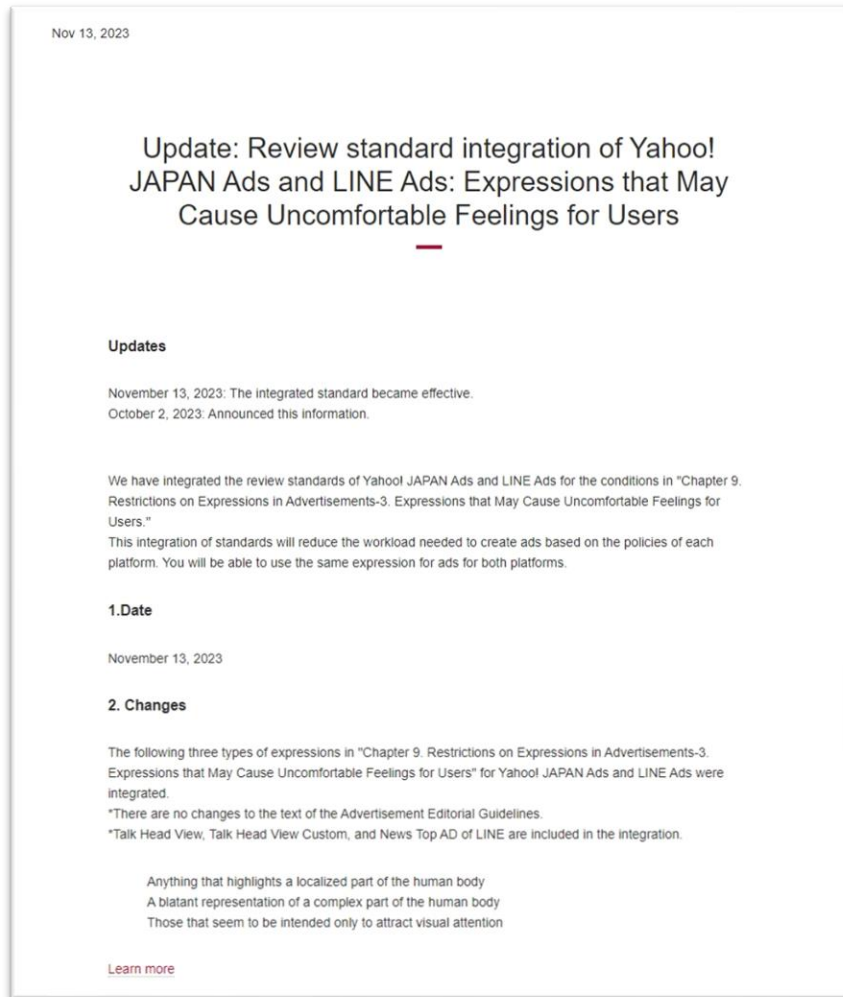 Nov 13, 2023
Update: Review standard integration of Yahoo!
JAPAN Ads and LINE Ads: Expressions that May
Cause Uncomfortable Feelings for Users
Updates
November 13, 2023: The integrated standard became effective.
October 2, 2023: Announced this information.
We have integrated the review standards of Yahoo! JAPAN Ads and LINE Ads for the conditions in "Chapter 9.
Restrictions on Expressions in Advertisements-3. Expressions that May Cause Uncomfortable Feelings for
Users."
This integration of standards will reduce the workload needed to create ads based on the policies of each
platform. You will be able to use the same expression for ads for both platforms.
1.Date
November 13, 2023
2. Changes
The following three types of expressions in "Chapter 9. Restrictions on Expressions in Advertisements-3.
Expressions that May Cause Uncomfortable Feelings for Users" for Yahoo! JAPAN Ads and LINE Ads were
integrated.
*There are no changes to the text of the Advertisement Editorial Guidelines.
*Talk Head View, Talk Head View Custom, and News Top AD of LINE are included in the integration.
Anything that highlights a localized part of the human body
A blatant representation of a complex part of the human body
Those that seem to be intended only to attract visual attention
Learn more